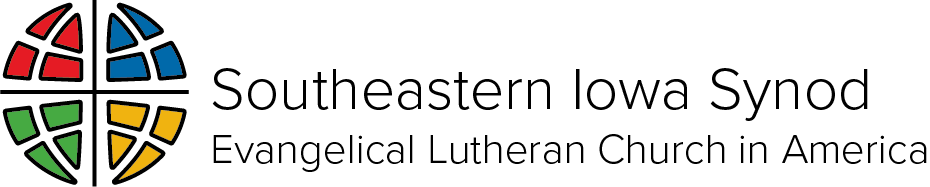 Southeastern Iowa Synod
Evangelical Lutheran Church in America